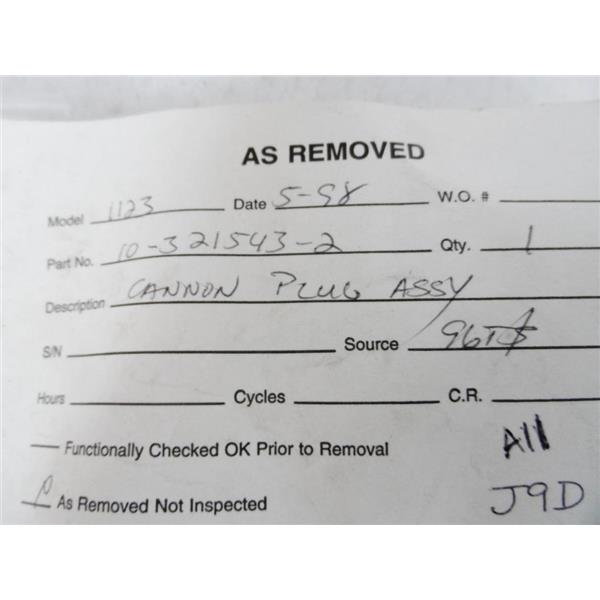 AS REMOVED
Model 1123 Date 5-98 W.O. #
Part No. 10-321543-2 Qty. 1
Description CANNON PLUG ASSY
S/N Source
Hours Cycles C.R.
Functionally Checked OK Prior to Removal
As Removed Not Inspected
A11
J9D